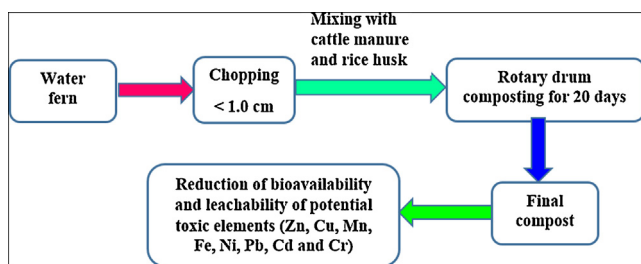 Mixing with
cattle manure
and rice husk
Water
fern
Chopping
< 1.0 cm
Rotary drum
composting for 20 days
Final
compost
Reduction of bioavailability
and leachability of potential
toxic elements (Zn, Cu, Mn,
Fe, Ni, Pb, Cd and Cr)